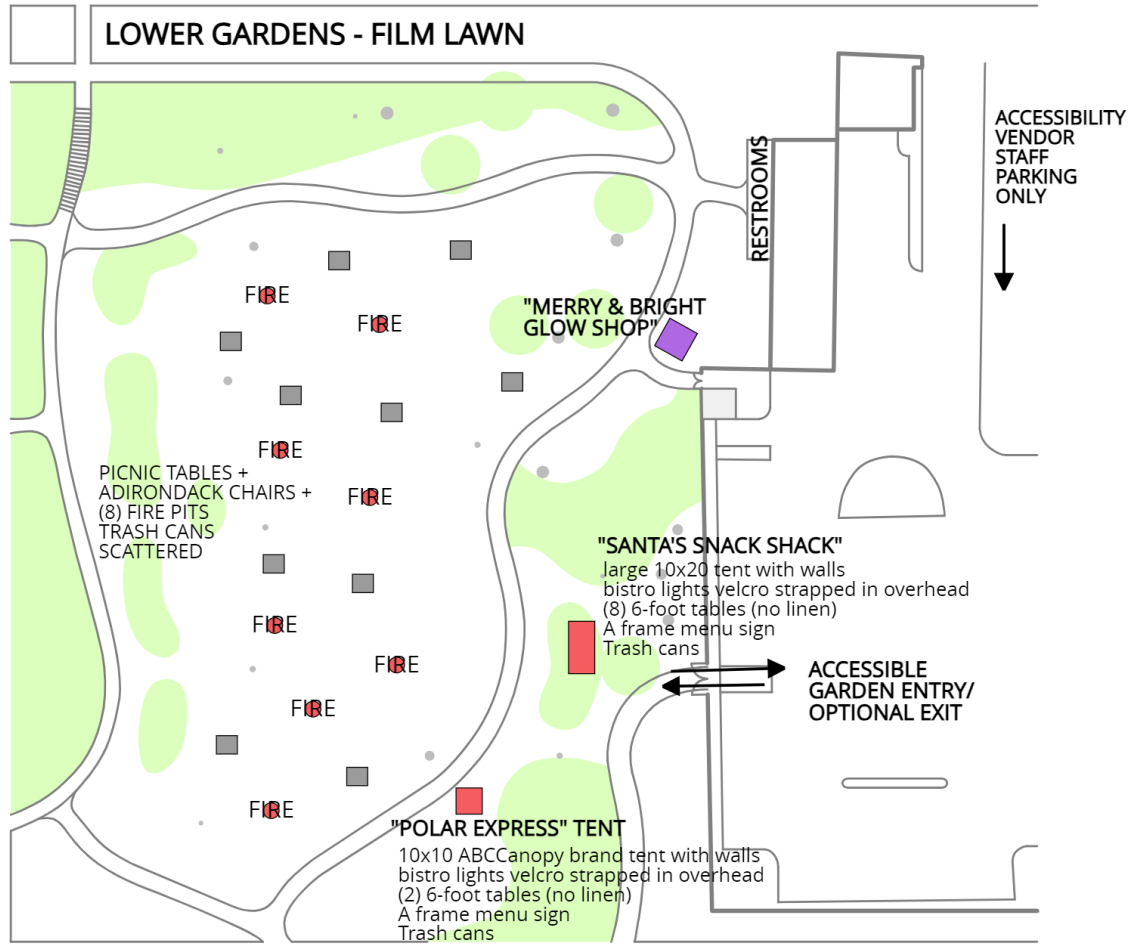 LOWER GARDENS - FILM LAWN
ACCESSIBILITY
VENDOR
STAFF
PARKING
ONLY
RESTROOMS
FIRE
"MERRY & BRIGHT
GLOW SHOP"
FIRE
FIRE
PICNIC TABLES +
ADIRONDACK CHAIRS +
(8) FIRE PITS
TRASH CANS
SCATTERED
FIRE
"SANTA'S SNACK SHACK"
large 10x20 tent with walls
bistro lights velcro strapped in overhead
(8) 6-foot tables (no linen)
A frame menu sign
Trash cans
FIRE
FIRE
ACCESSIBLE
GARDEN ENTRY/
OPTIONAL EXIT
FIRE
FIRE
"POLAR EXPRESS" TENT
10x10 ABCCanopy brand tent with walls
bistro lights velcro strapped in overhead
(2) 6-foot tables (no linen)
A frame menu sign
Trash cans